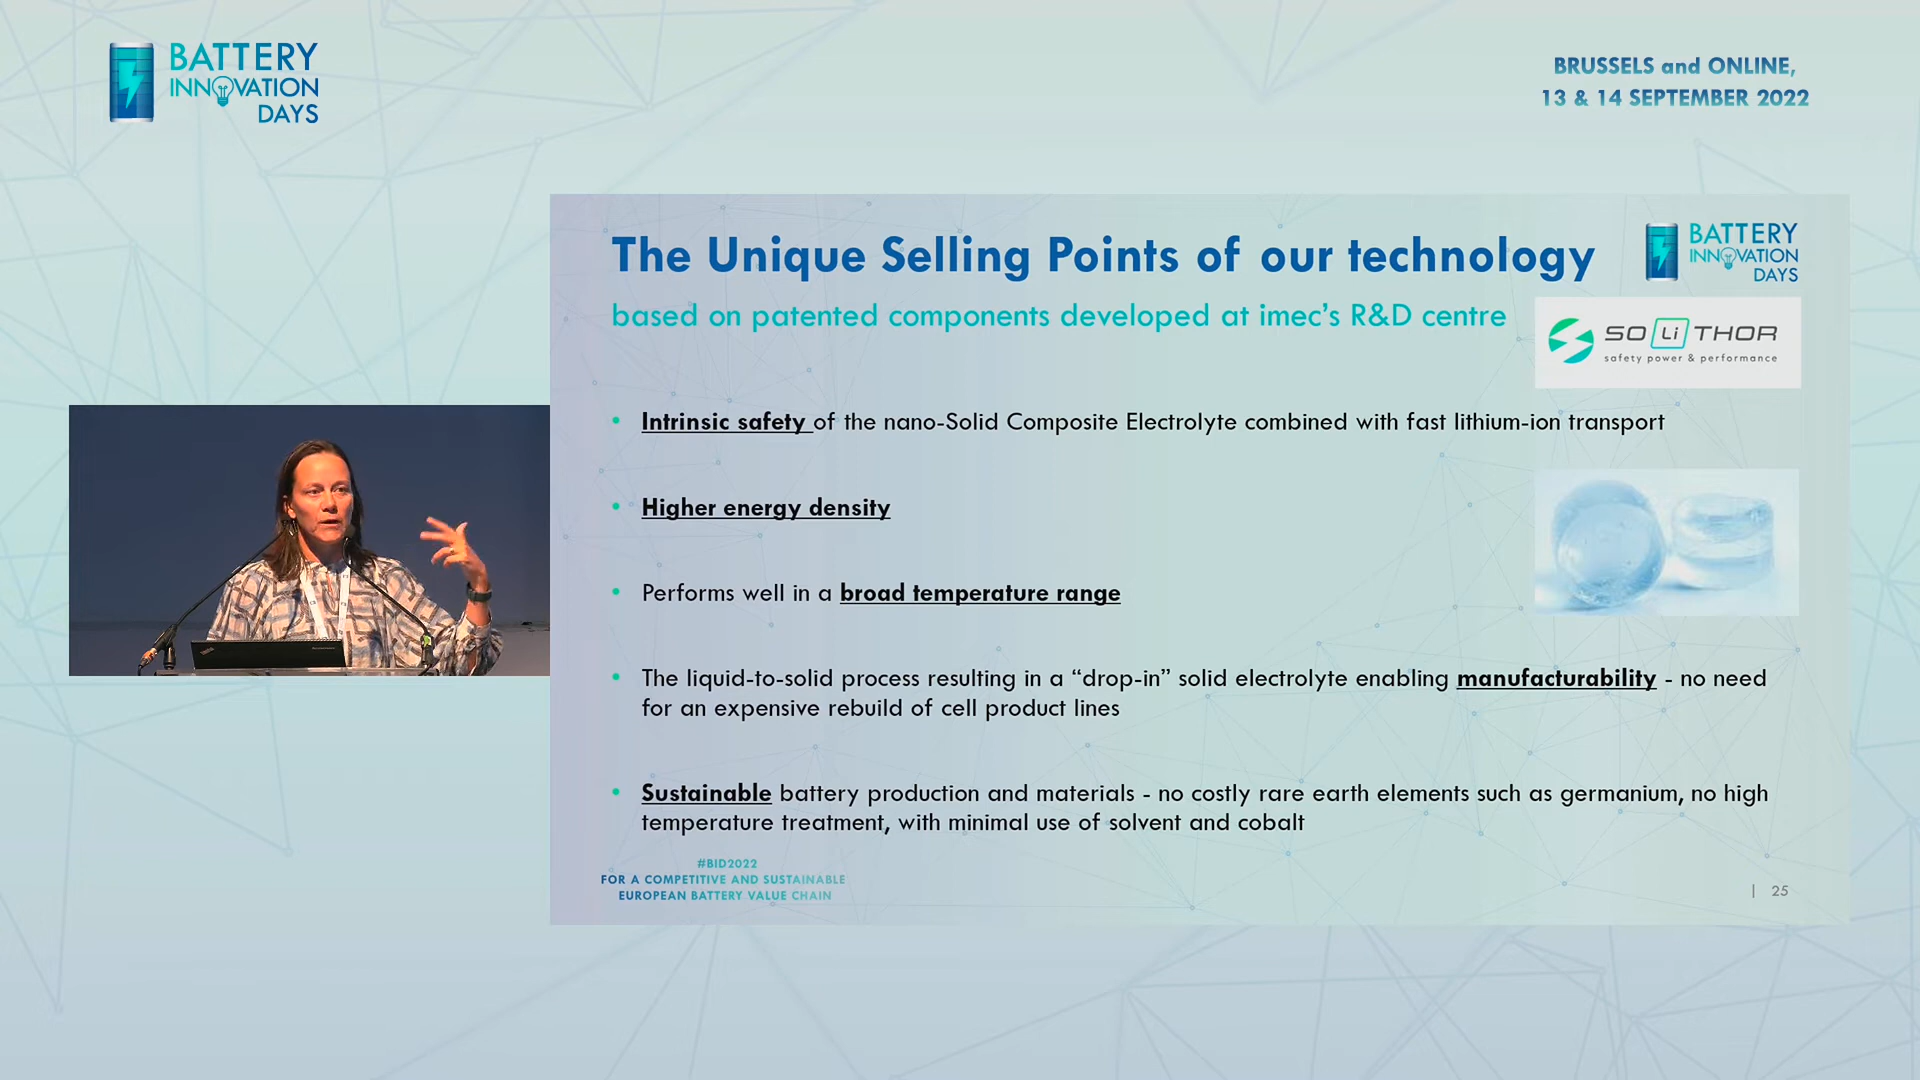 BATTERY
INNOVATION
DAYS
BRUSSELS and ONLINE,
13 & 14 SEPTEMBER 2022
The Unique Selling Points of our technology
BATTERY
INNOVATION
DAYS
based on patented components developed at imec's R&D centre
SOLiTHOR
safety power & performance
• Intrinsic safety of the nano-Solid Composite Electrolyte combined with fast lithium-ion transport
• Higher energy density
• Performs well in a broad temperature range
• The liquid-to-solid process resulting in a “drop-in” solid electrolyte enabling manufacturability - no need
for an expensive rebuild of cell product lines
• Sustainable battery production and materials - no costly rare earth elements such as germanium, no high
temperature treatment, with minimal use of solvent and cobalt
#BID2022
FOR A COMPETITIVE AND SUSTAINABLE
EUROPEAN BATTERY VALUE CHAIN
| 25